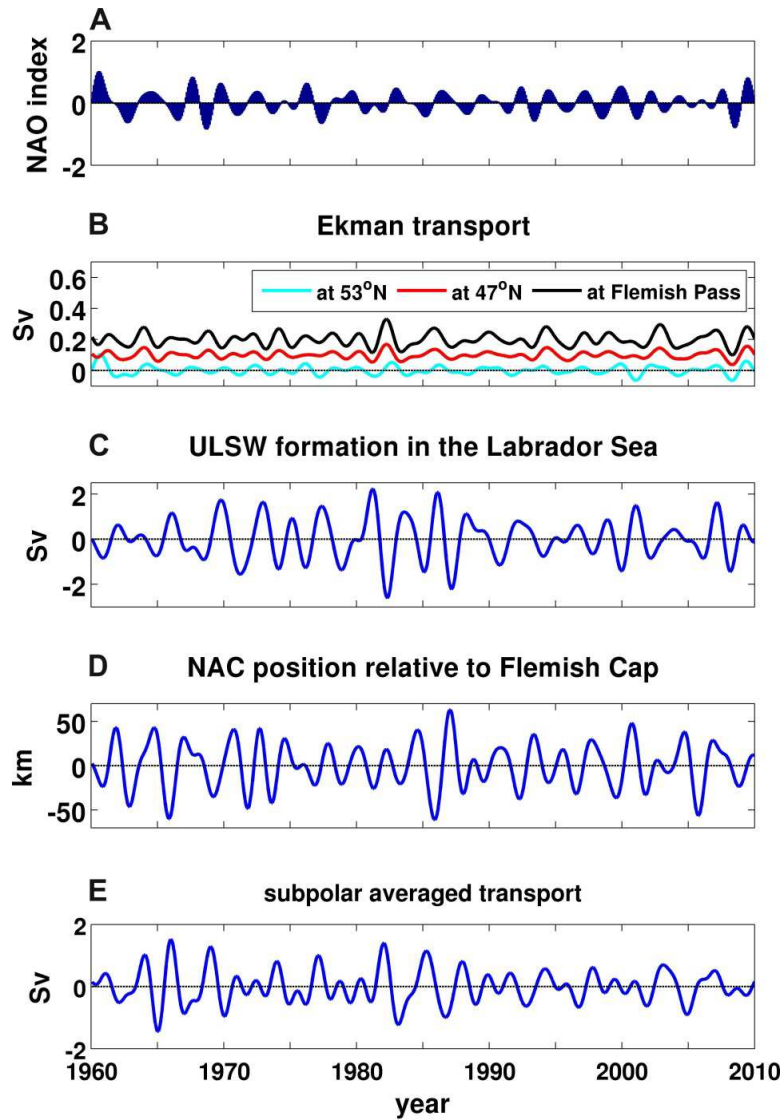 A
2
0
-2
NAO index
B
Ekman transport
0.6
0.4
0.2
0
Sv
at 53°N at 47°N at Flemish Pass
C
ULSW formation in the Labrador Sea
2
0
-2
Sv
D
NAC position relative to Flemish Cap
50
0
-50
km
E
subpolar averaged transport
2
0
-2
Sv
1960 1970 1980 1990 2000 2010
year